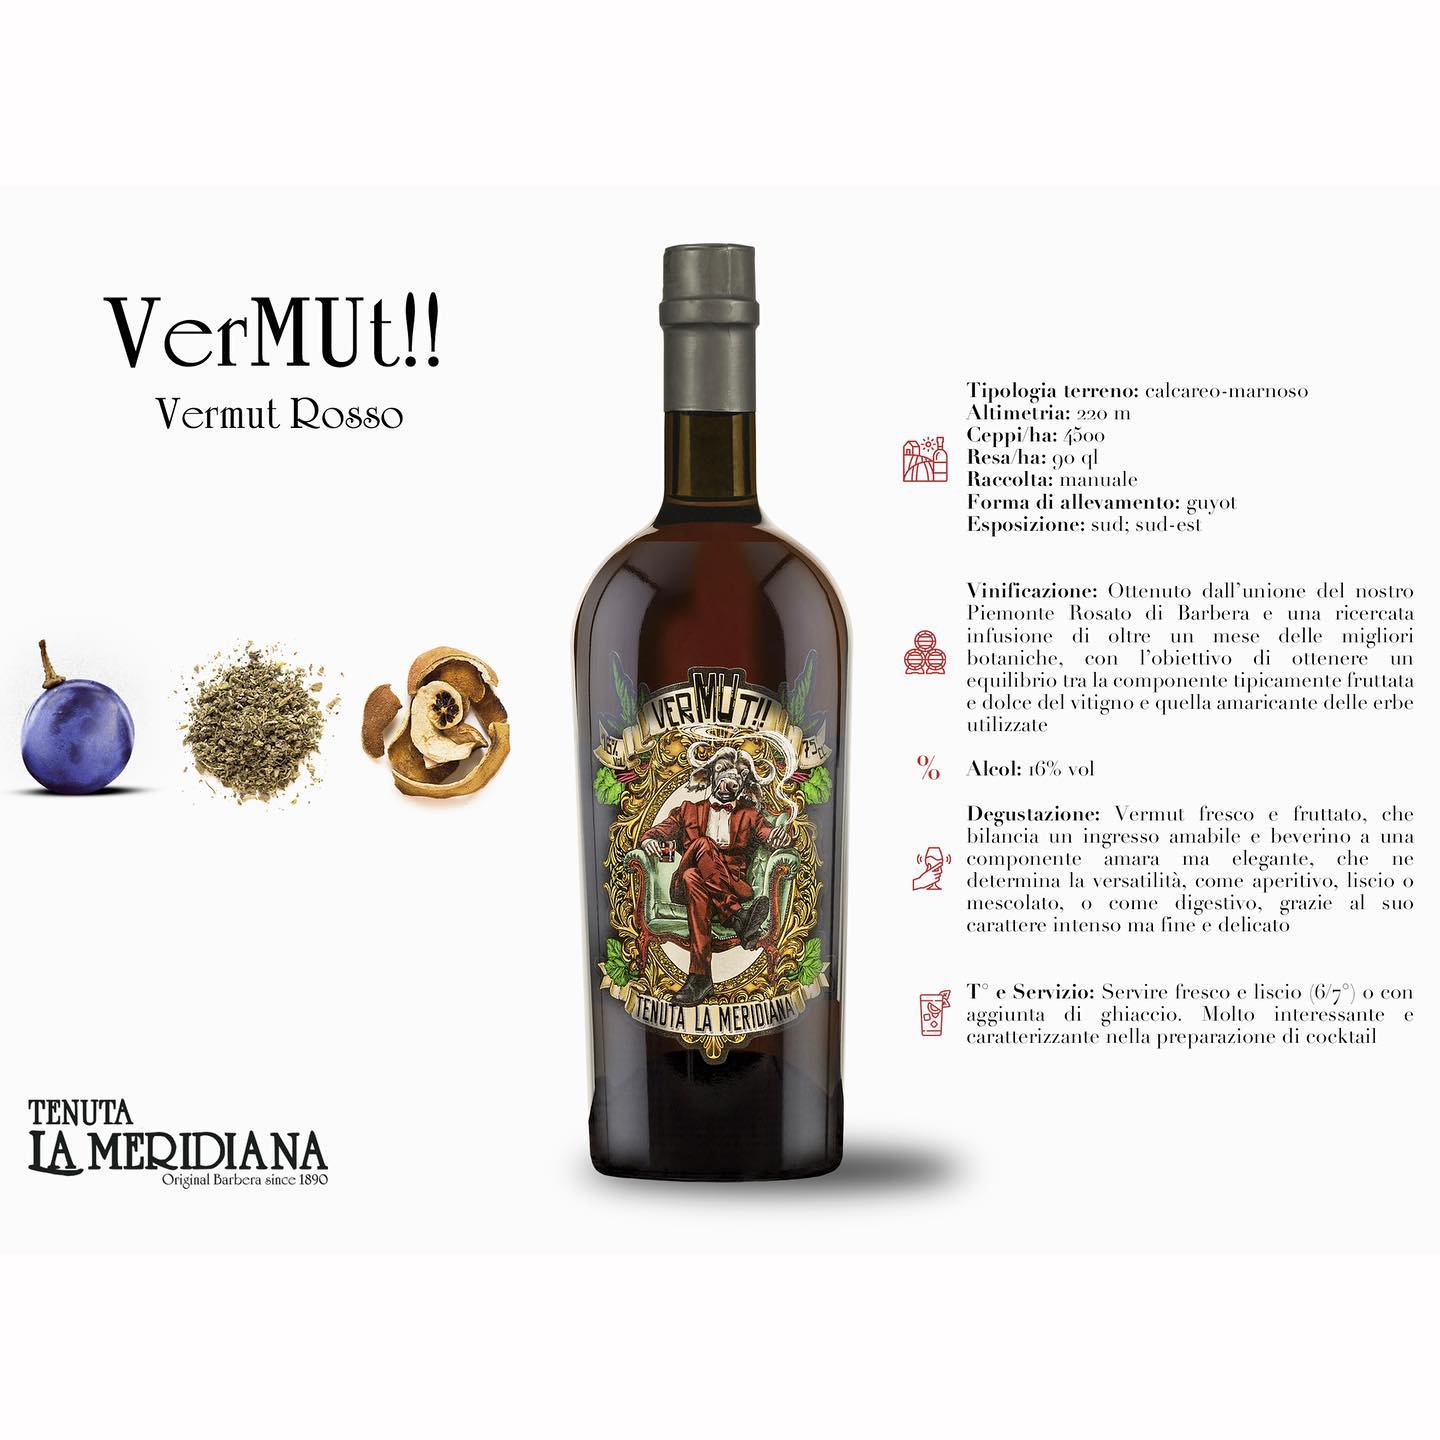 VerMUt!!
Vermut Rosso
Tipologia terreno: calcareo-marnoso
Altimetria: 220 m
Ceppi/ha: 4500
Resa/ha: 90 ql
Raccolta: manuale
Forma di allevamento: guyot
Esposizione: sud; sud-est
Vinificazione: Ottenuto dall'unione del nostro
Piemonte Rosato di Barbera e una ricercata
infusione di oltre un mese delle migliori
botaniche, con l'obiettivo di ottenere un
equilibrio tra la componente tipicamente fruttata
e dolce del vitigno e quella amaricante delle erbe
utilizzate
% Alcol: 16% vol
Degustazione: Vermut fresco e fruttato, che
bilancia un ingresso amabile e beverino a una
componente amara ma elegante, che ne
determina la versatilità, come aperitivo, liscio o
mescolato, o come digestivo, grazie al suo
carattere intenso ma fine e delicato
T° e Servizio: Servire fresco e liscio (6/7°) o con
aggiunta di ghiaccio. Molto interessante e
caratterizzante nella preparazione di cocktail
VERMUT!!
TENUTA LA MERIDIANA
TENUTA
LA MERIDIANA
Original Barbera since 1890